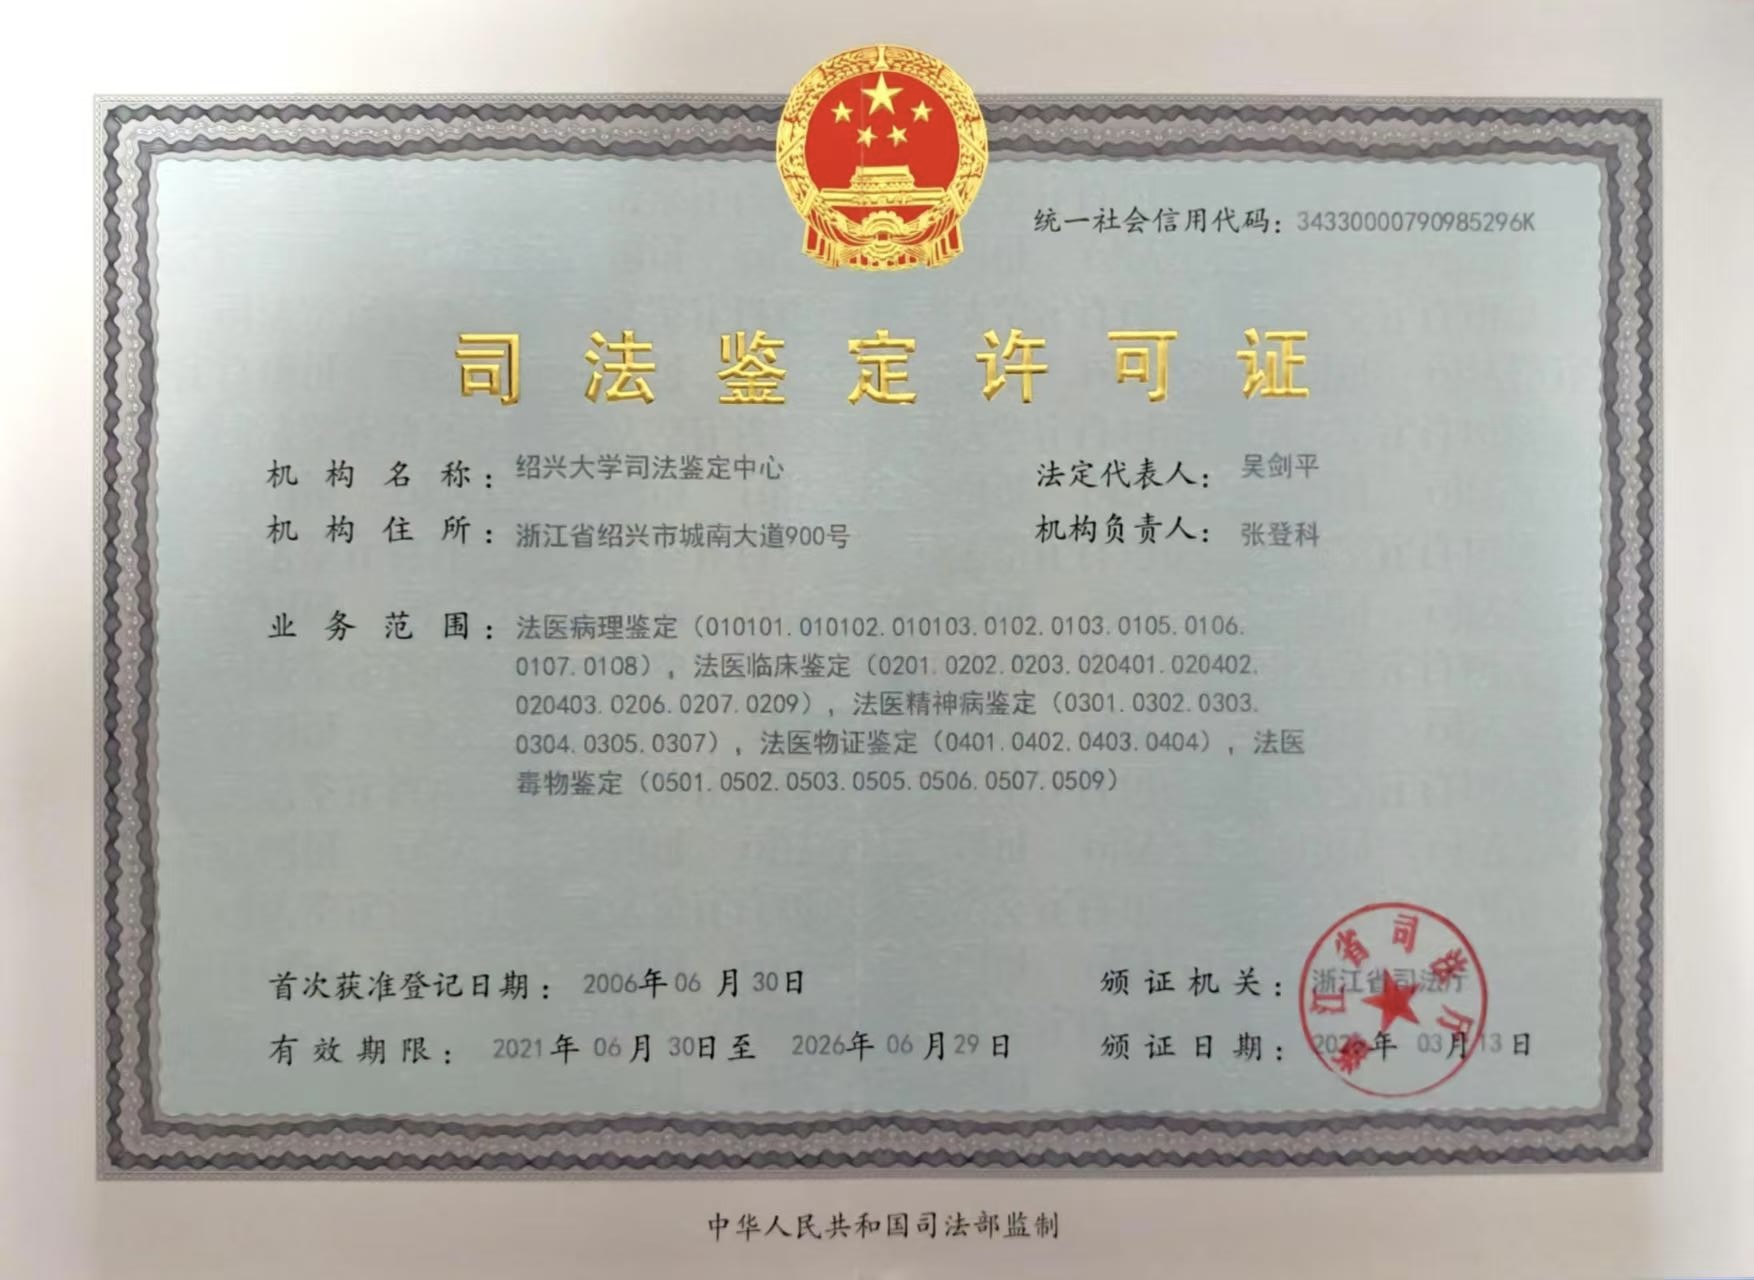 统一社会信用代码：34330000790985296K
司法鉴定许可证
机构名称：绍兴大学司法鉴定中心
法定代表人：吴剑平
机构住所：浙江省绍兴市城南大道900号
机构负责人：张登科
业务范围：法医病理鉴定（010101.010102.010103.0102.0103.0105.0106.
0107.0108），法医临床鉴定（0201.0202.0203.020401.020402.
020403.0206.0207.0209），法医精神病鉴定（0301.0302.0303.
0304.0305.0307），法医物证鉴定（0401.0402.0403.0404），法医
毒物鉴定（0501.0502.0503.0505.0506.0507.0509）
首次获准登记日期：2006年06月30日
颁证机关：浙江省司法厅
有效期限：2021年06月30日至2026年06月29日
颁证日期：年03月13日
浙江省司法厅
中华人民共和国司法部监制